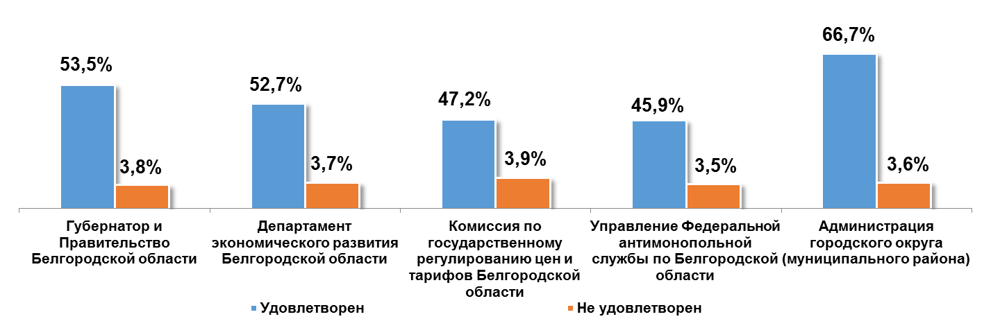 53,5%
3,8%
52,7%
3,7%
47,2%
3,9%
45,9%
3,5%
66,7%
3,6%
Губернатор и
Правительство
Белгородской области
Департамент
экономического развития
Белгородской области
Комиссия по
государственному
регулированию цен и
тарифов Белгородской
области
Управление Федеральной
антимонопольной
службы по Белгородской
области
Администрация
городского округа
(муниципального района)
Удовлетворен
Не удовлетворен